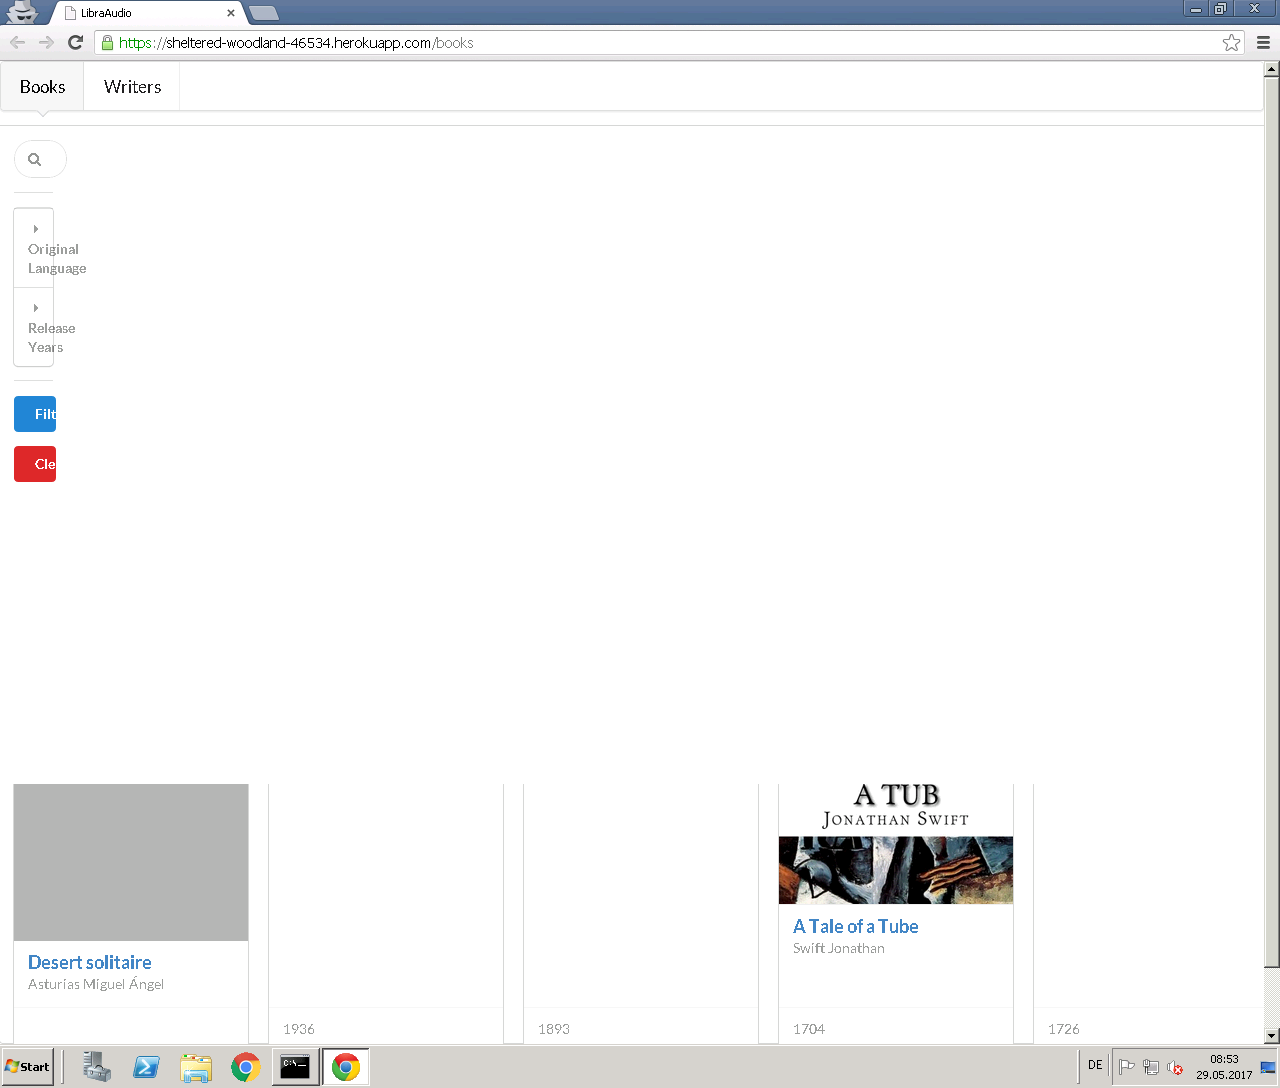 LibraAudio
https://sheltered-woodland-46534.herokuapp.com/books
Books
Writers
Original
Language
Release
Years
Filt
Cle
A TUB
JONATHAN SWIFT
Desert solitaire
Asturias Miguel Ángel
A Tale of a Tube
Swift Jonathan
1936
1893
1704
1726
Start
C:\.
DE
08:53
29.05.2017